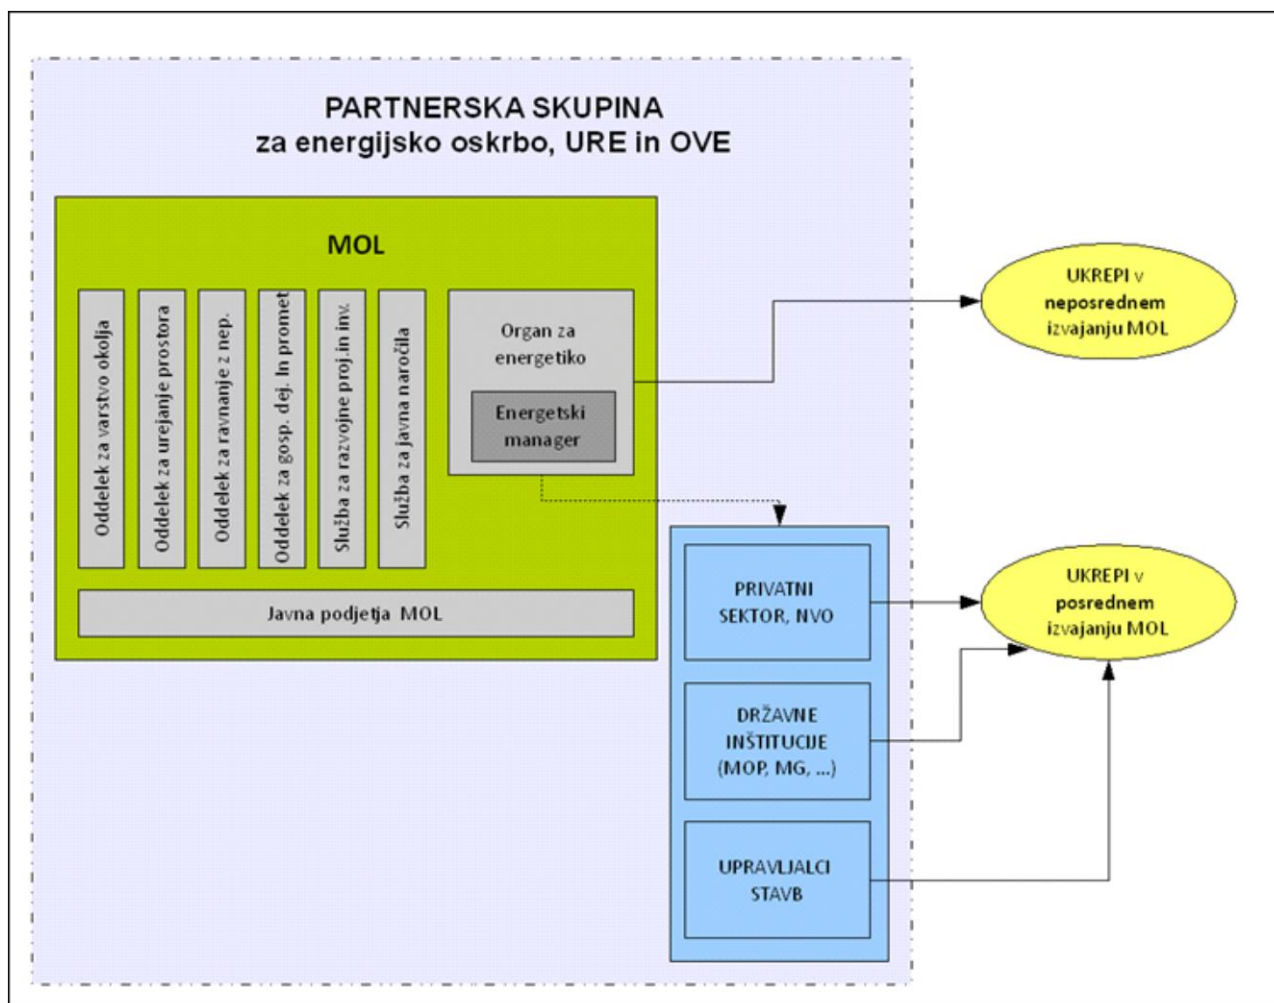 PARTNERSKA SKUPINA
za energijsko oskrbo, URE in OVE
MOL
Oddelek za varstvo okolja
Oddelek za urejanje prostora
Oddelek za ravnanje z nep.
Oddelek za gosp. dej. In promet
Služba za razvojne proj.in inv.
Služba za javna naročila
Organ za
energetiko
Energetski
manager
Javna podjetja MOL
UKREPI v
neposrednem
izvajanju MOL
PRIVATNI
SEKTOR, NVO
DRŽAVNE
INŠTITUCIJE
(MOP, MG, ...)
UPRAVLJALCI
STAVB
UKREPI v
posrednem
izvajanju MOL